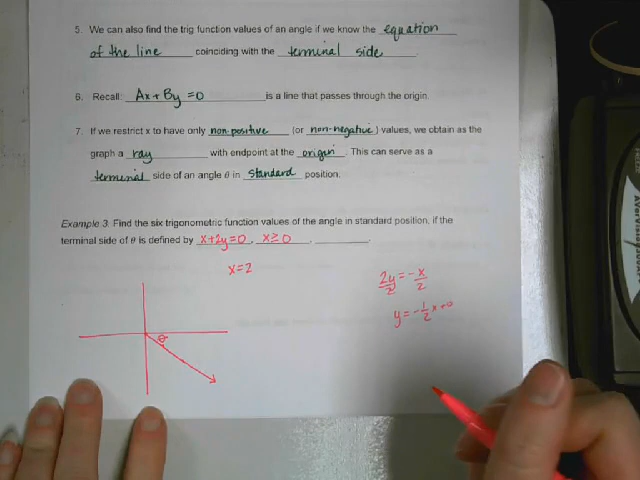 5. We can also find the trig function values of an angle if we know the equation
of the line coinciding with the terminal side.
6. Recall: Ax+By=0 is a line that passes through the origin.
7. If we restrict x to have only non-positive (or non-negative) values, we obtain as the
graph a ray with endpoint at the origin. This can serve as a
terminal side of an angle θ in standard position.
Example 3: Find the six trigonometric function values of the angle in standard position, if the
terminal side of θ is defined by x+2y=0, x≥0, ________.
x=2
2y/2=-x/2
y=-1/2x+0
θ